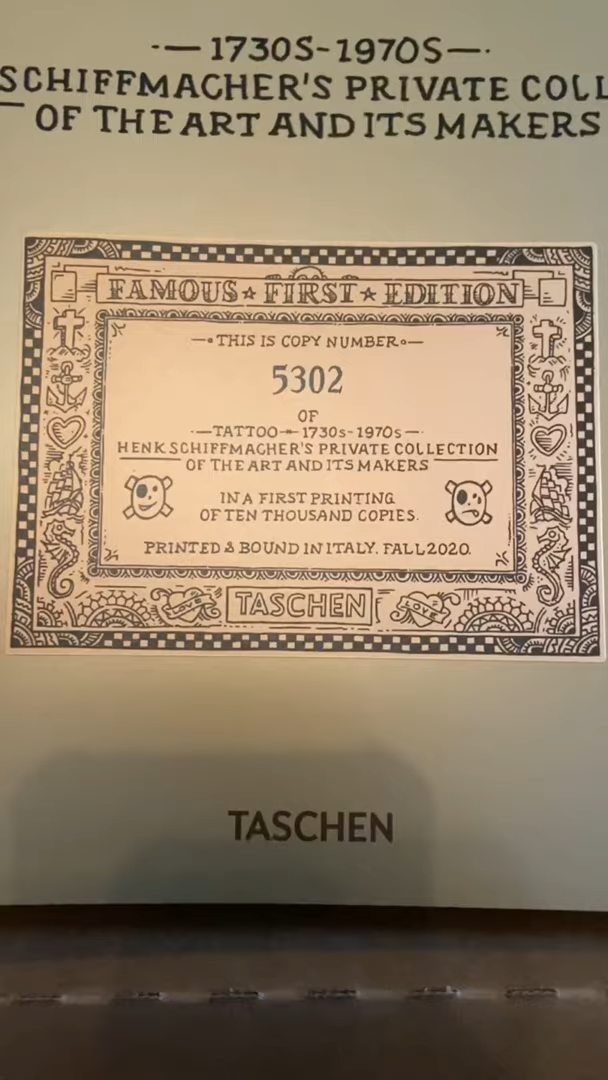 1730S-1970S
SCHIFFMACHER'S PRIVATE COLL
OF THE ART AND ITS MAKERS
FAMOUS ★ FIRST ★ EDITION
THIS IS COPY NUMBER
5302
OF
TATTOO 1730s-1970s
HENK SCHIFFMACHER'S PRIVATE COLLECTION
OF THE ART AND ITS MAKERS
IN A FIRST PRINTING
OF TEN THOUSAND COPIES.
PRINTED & BOUND IN ITALY. FALL 2020.
LOVE TASCHEN LOVE
TASCHEN